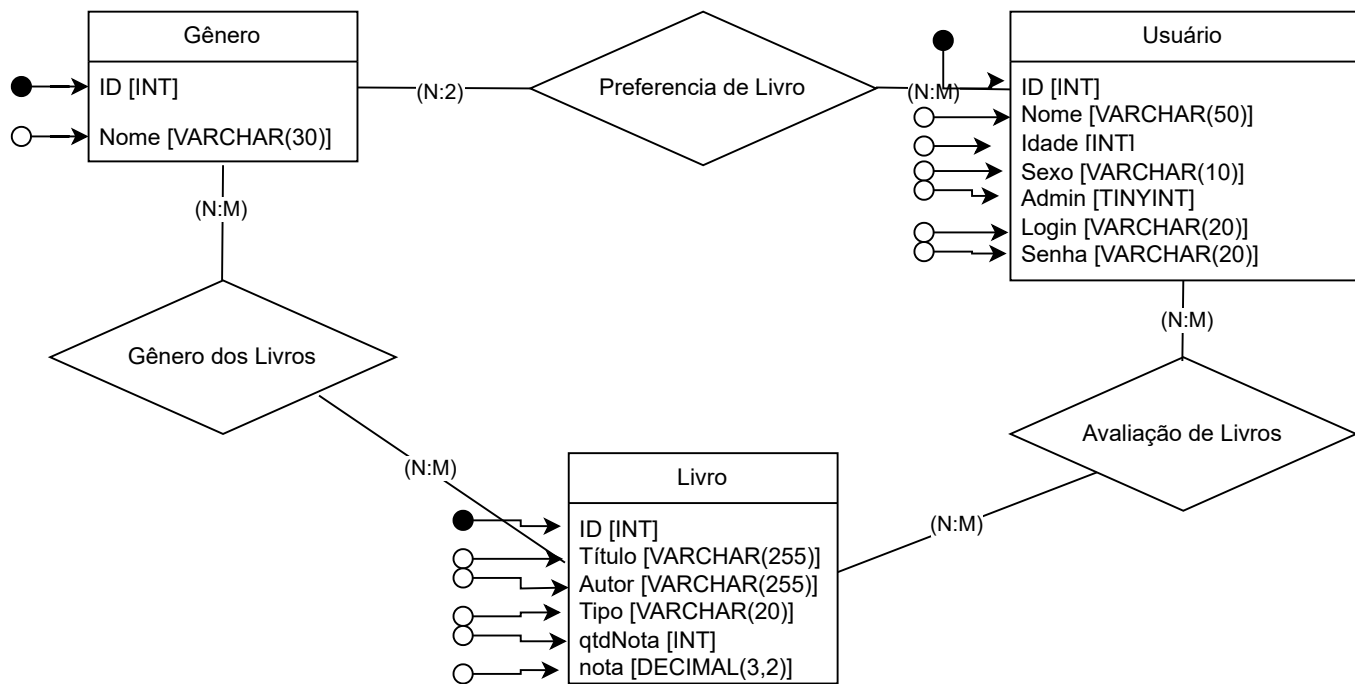 Gênero
ID [INT]
Nome [VARCHAR(30)]
(N:2)
Preferencia de Livro
(N:M)
Usuário
ID [INT]
Nome [VARCHAR(50)]
Idade [INT]
Sexo [VARCHAR(10)]
Admin [TINYINT]
Login [VARCHAR(20)]
Senha [VARCHAR(20)]
(N:M)
(N:M)
Gênero dos Livros
Avaliação de Livros
(N:M)
(N:M)
Livro
ID [INT]
Título [VARCHAR(255)]
Autor [VARCHAR(255)]
Tipo [VARCHAR(20)]
qtdNota [INT]
nota [DECIMAL(3,2)]